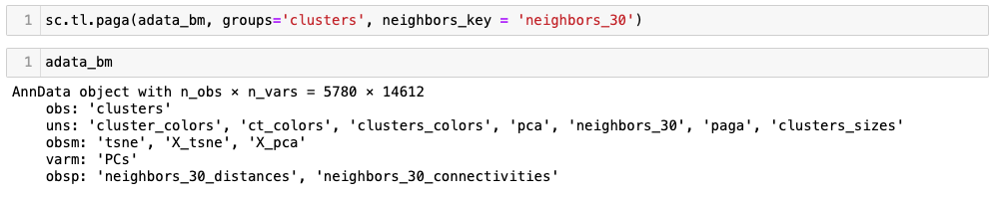 1 sc.tl.paga(adata_bm, groups='clusters', neighbors_key = 'neighbors_30')
1 adata_bm
AnnData object with n_obs × n_vars = 5780 × 14612
    obs: 'clusters'
    uns: 'cluster_colors', 'ct_colors', 'clusters_colors', 'pca', 'neighbors_30', 'paga', 'clusters_sizes'
    obsm: 'tsne', 'X_tsne', 'X_pca'
    varm: 'PCs'
    obsp: 'neighbors_30_distances', 'neighbors_30_connectivities'